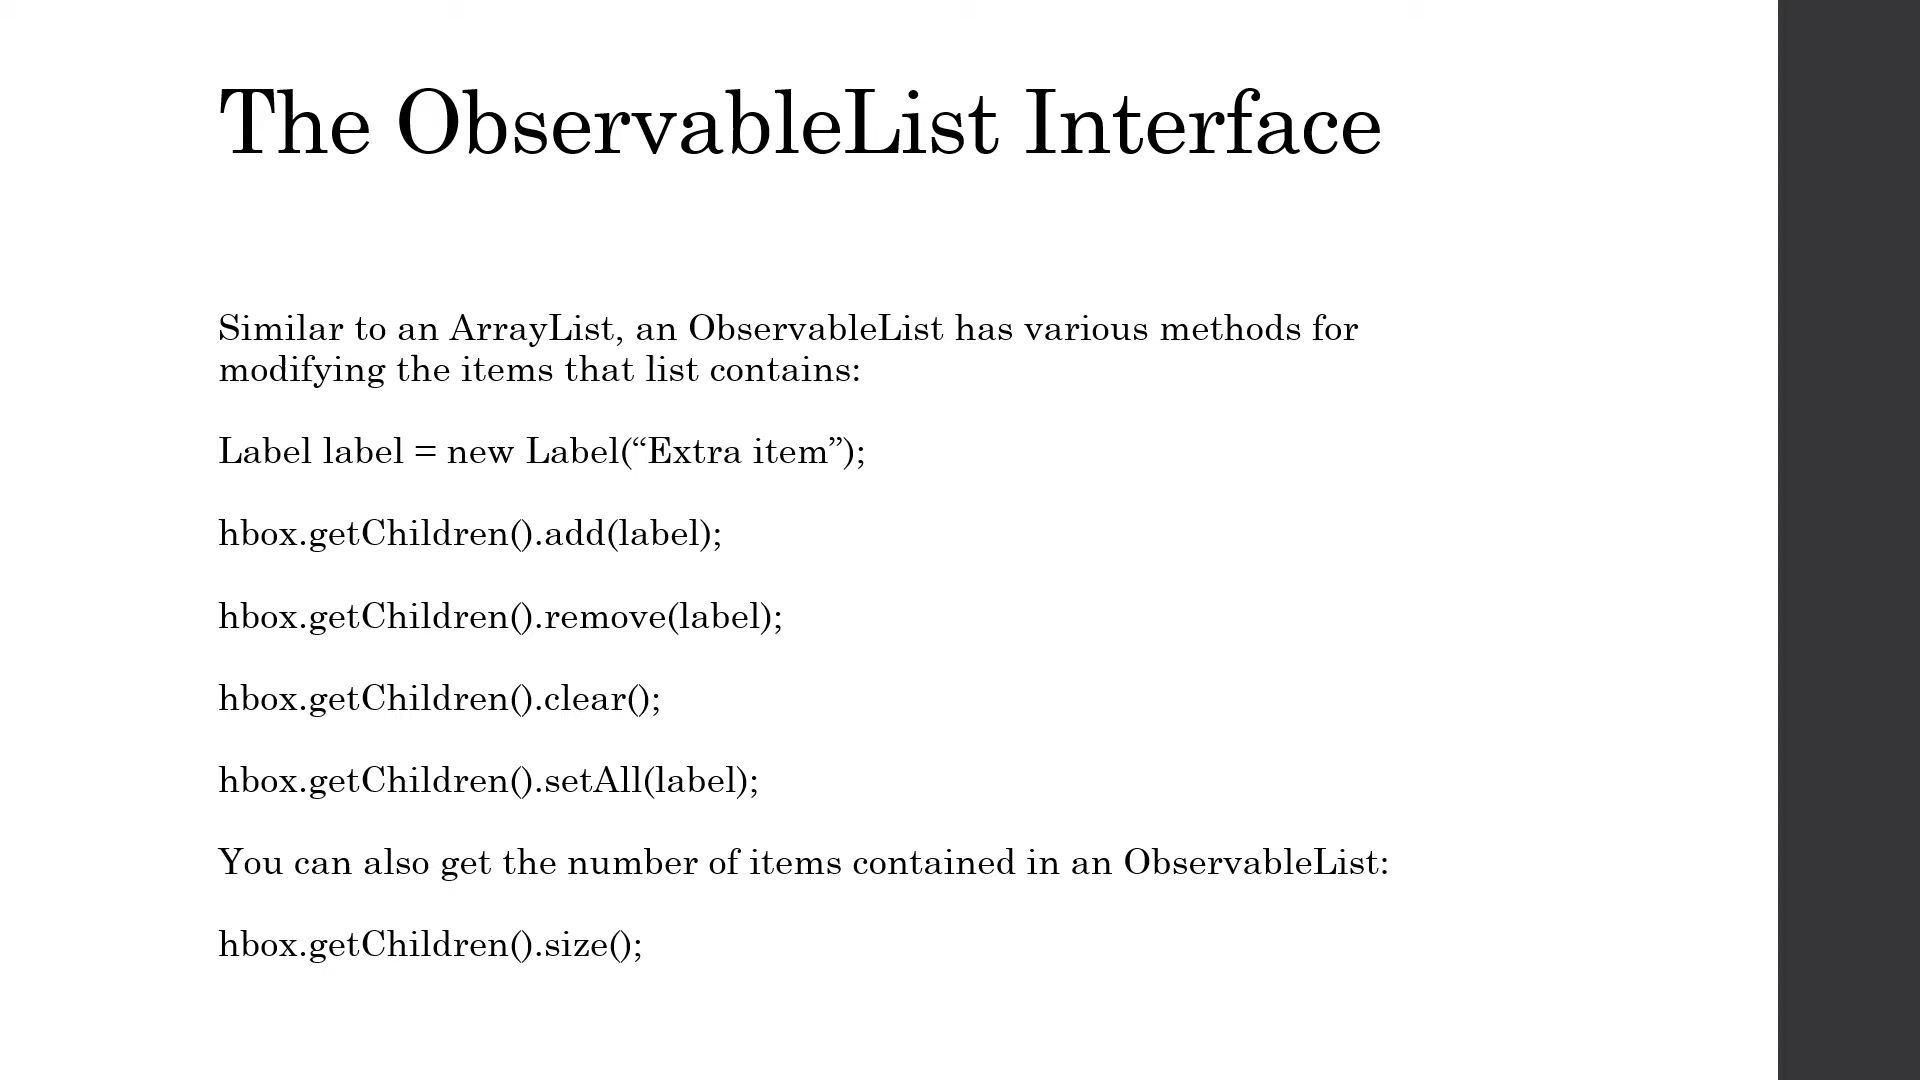 The ObservableList Interface
Similar to an ArrayList, an ObservableList has various methods for
modifying the items that list contains:
Label label = new Label(“Extra item”);
hbox.getChildren().add(label);
hbox.getChildren().remove(label);
hbox.getChildren().clear();
hbox.getChildren().setAll(label);
You can also get the number of items contained in an ObservableList:
hbox.getChildren().size();